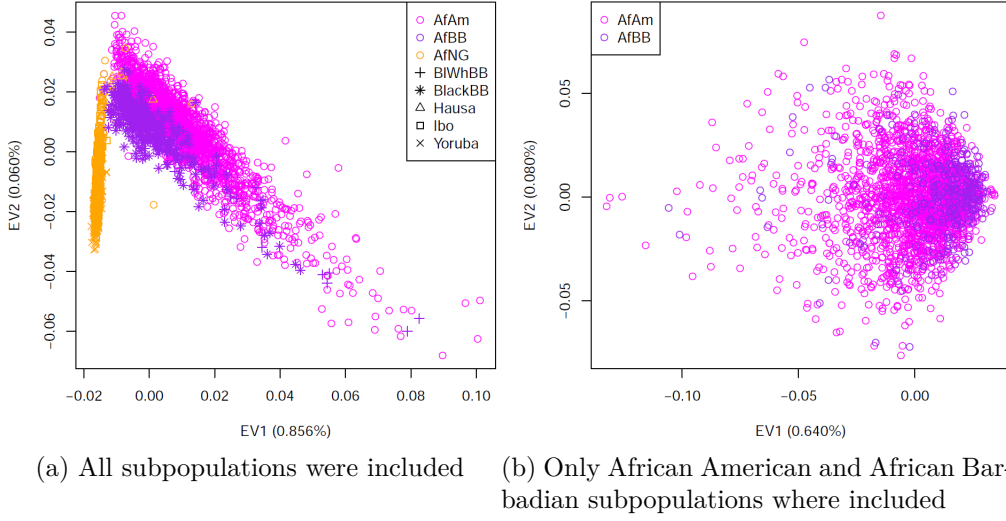 0.04
0.02
0.00
−0.02
−0.04
−0.06
EV2 (0.060%)
AfAm
AfBB
AfNG
BlWhBB
BlackBB
Hausa
Ibo
Yoruba
−0.02
0.00
0.02
0.04
0.06
0.08
0.10
EV1 (0.856%)
(a) All subpopulations were included
AfAm
AfBB
0.05
0.00
−0.05
EV2 (0.080%)
−0.10
−0.05
0.00
EV1 (0.640%)
(b) Only African American and African Bar-
badian subpopulations where included